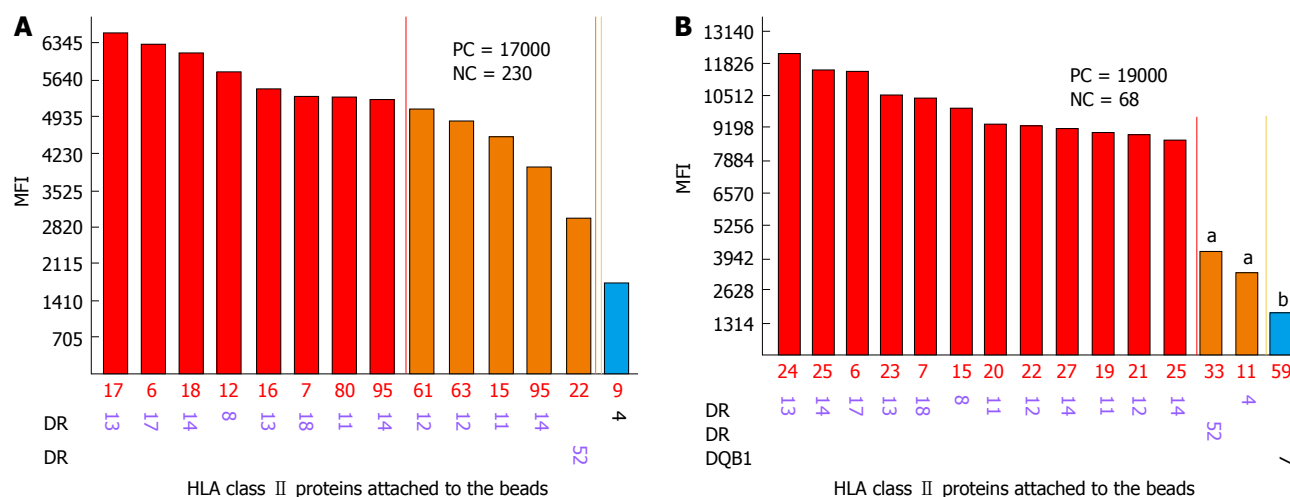 A
MFI
6345
5640
4935
4230
3525
2820
2115
1410
705
PC = 17000
NC = 230
17 6 18 12 16 7 80 95 61 63 15 95 22 9
DR 13 17 14 8 13 18 11 14 12 12 11 14 4
DR 52
HLA class Ⅱ proteins attached to the beads
B
MFI
13140
11826
10512
9198
7884
6570
5256
3942
2628
1314
PC = 19000
NC = 68
a
a
b
24 25 6 23 7 15 20 22 27 19 21 25 33 11 59
DR 13 14 17 13 18 8 11 12 14 11 12 14 4
DR 52
DQB1
HLA class Ⅱ proteins attached to the beads